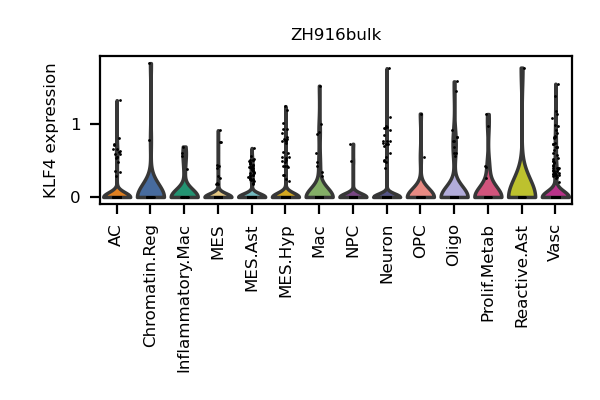 ZH916bulk
KLF4 expression
1
0
AC
Chromatin.Reg
Inflammatory.Mac
MES
MES.Ast
MES.Hyp
Mac
NPC
Neuron
OPC
Oligo
Prolif.Metab
Reactive.Ast
Vasc